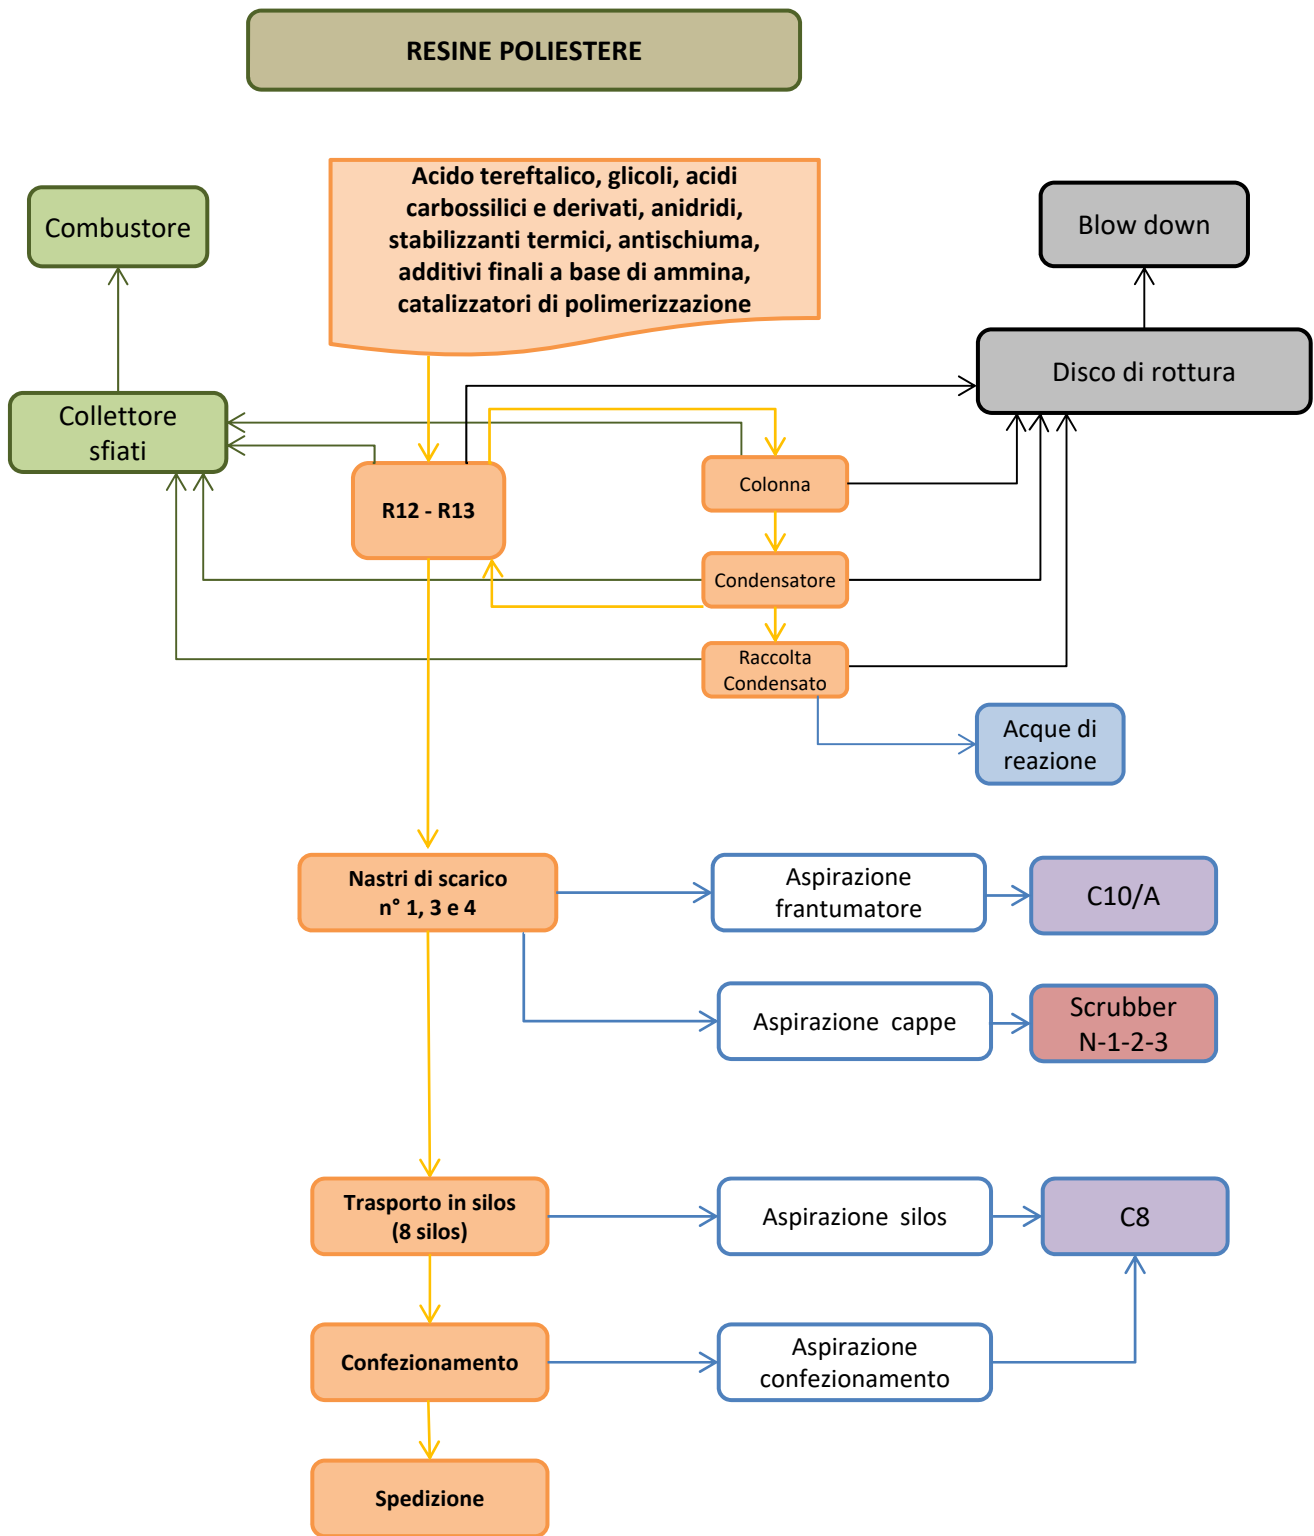 RESINE POLIESTERE
Acido tereftalico, glicoli, acidi
carbossilici e derivati, anidridi,
stabilizzanti termici, antischiuma,
additivi finali a base di ammina,
catalizzatori di polimerizzazione
Combustore
Blow down
Disco di rottura
Collettore
sfiati
R12 - R13
Colonna
Condensatore
Raccolta
Condensato
Acque di
reazione
Nastri di scarico
n° 1, 3 e 4
Aspirazione
frantumatore
C10/A
Aspirazione cappe
Scrubber
N-1-2-3
Trasporto in silos
(8 silos)
Aspirazione silos
C8
Confezionamento
Aspirazione
confezionamento
Spedizione